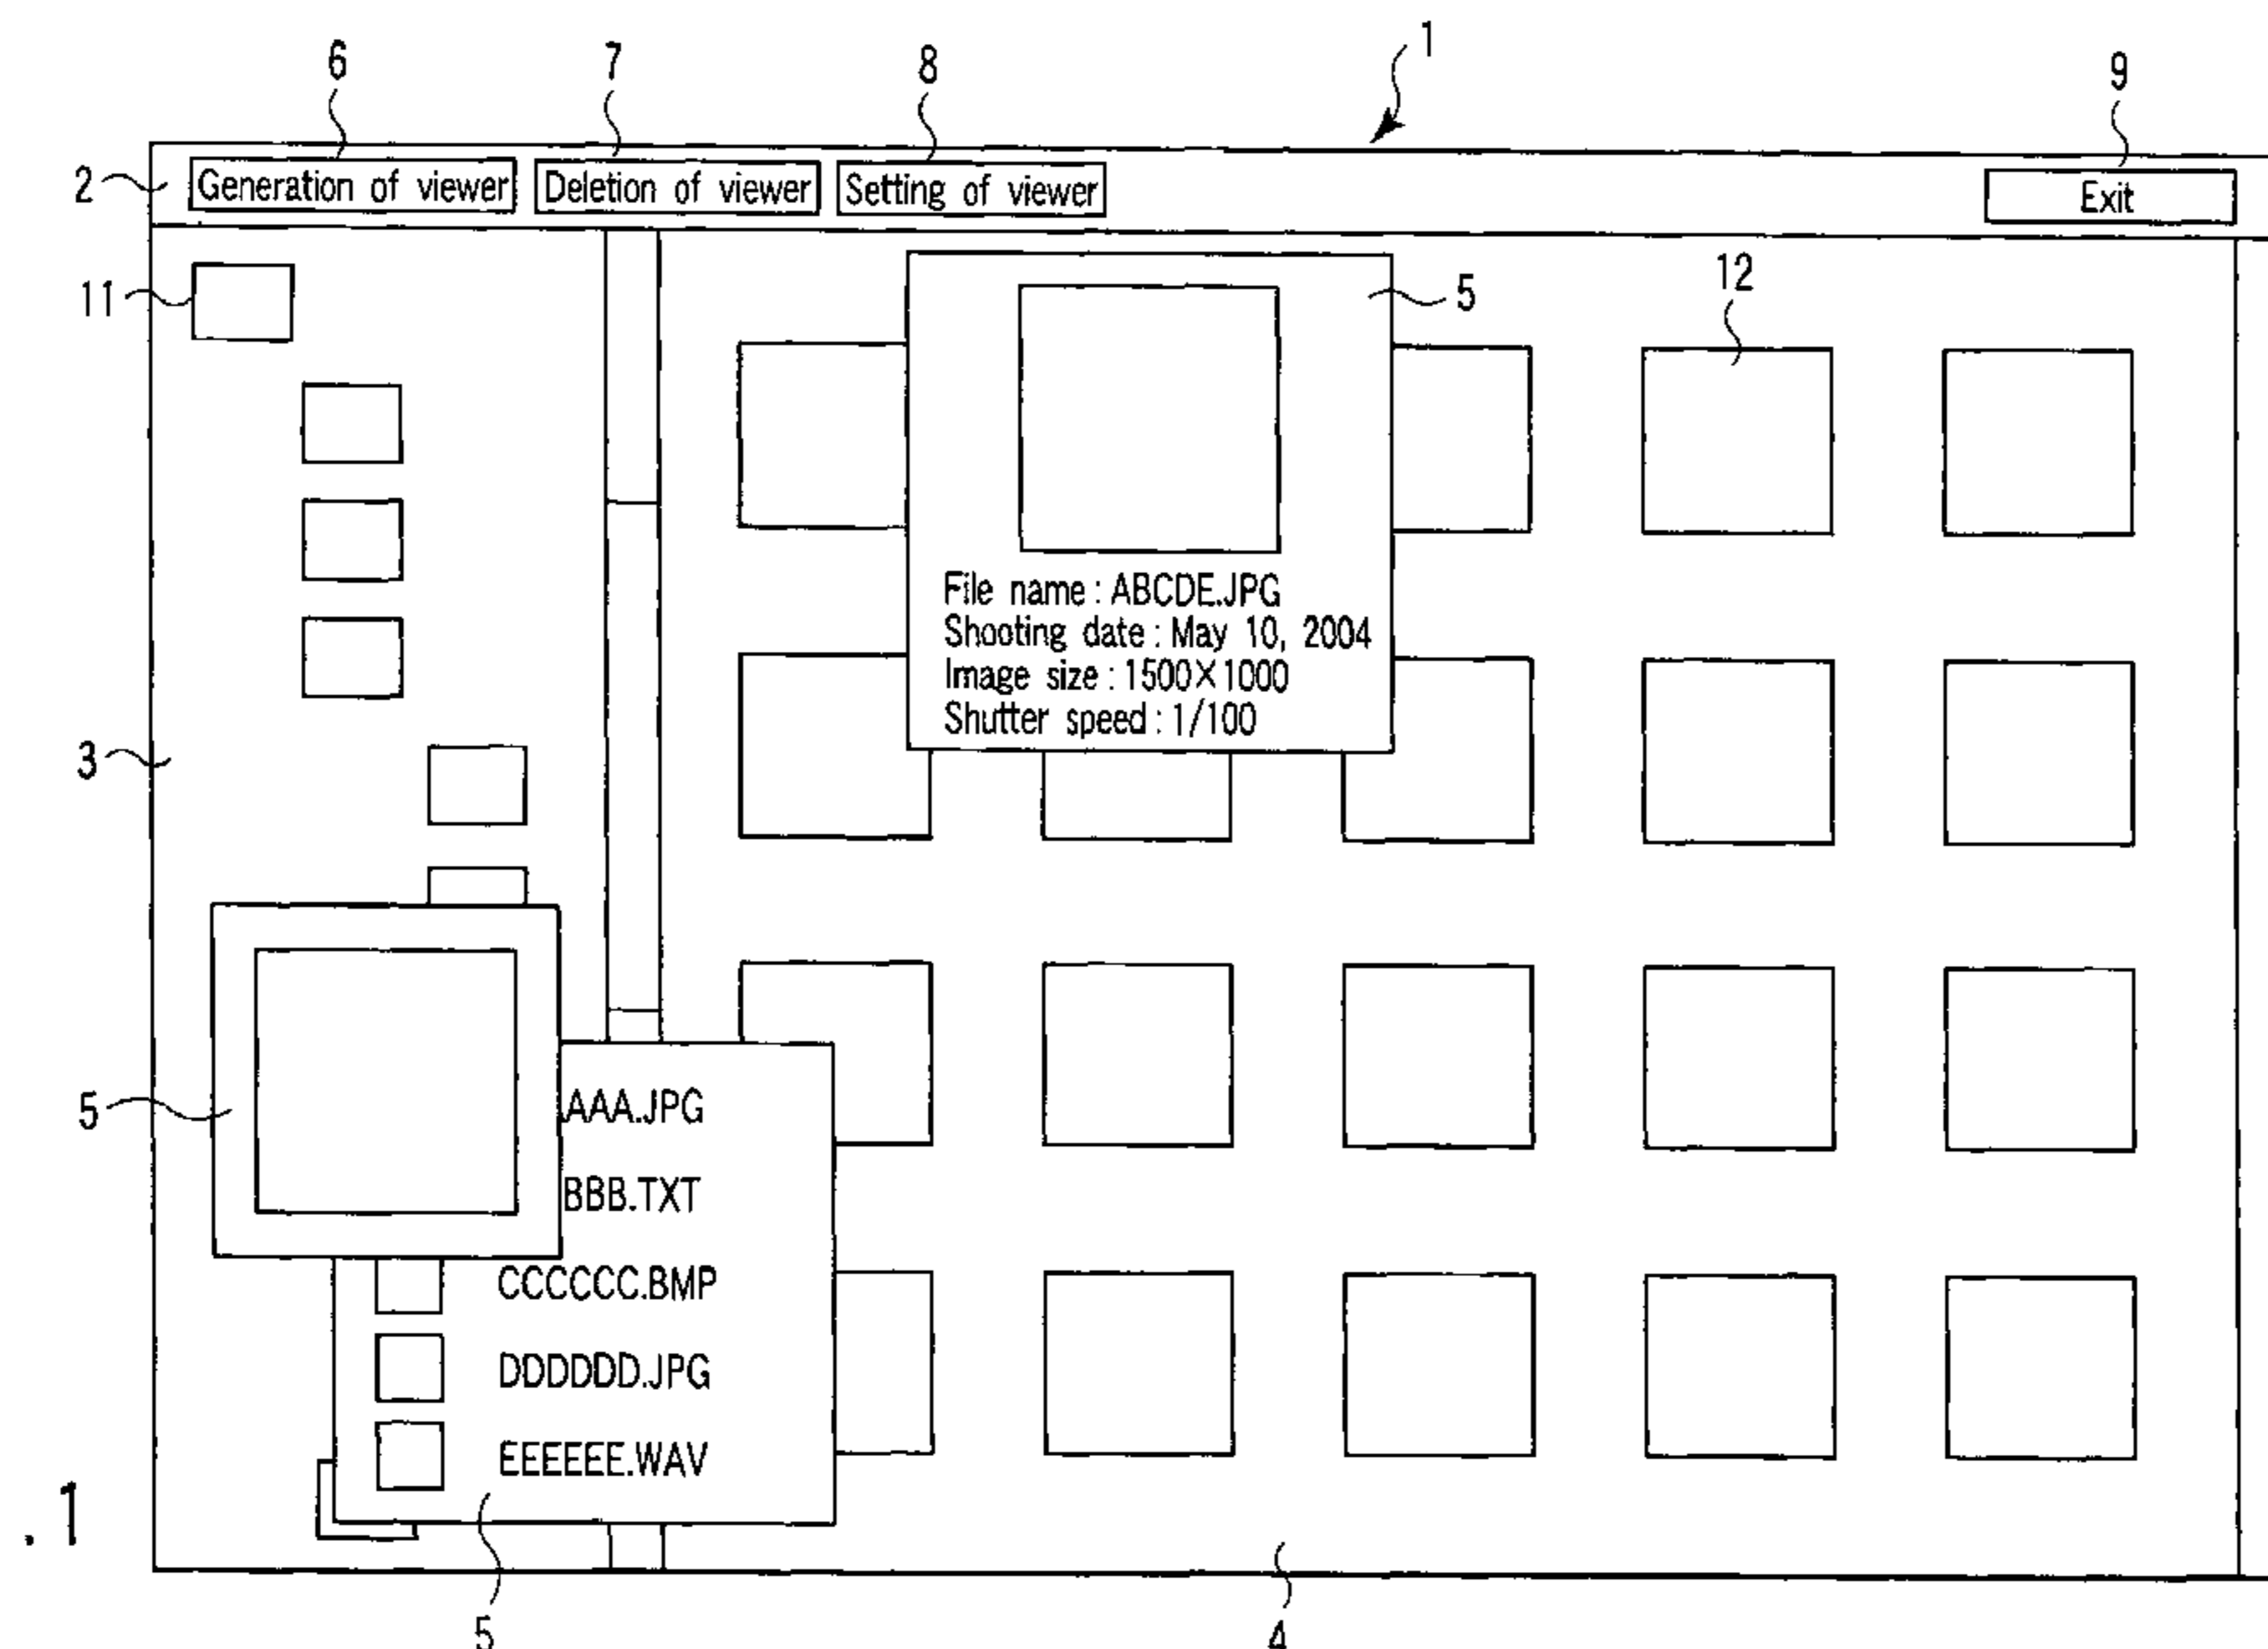 1
6 7 8 9
2 Generation of viewer Deletion of viewer Setting of viewer Exit
11 5 12
File name : ABCDE.JPG
Shooting date : May 10, 2004
Image size : 1500×1000
Shutter speed : 1/100
3
5 AAA.JPG
BBB.TXT
CCCCCC.BMP
DDDDDD.JPG
EEEEEE.WAV
.1
5 4